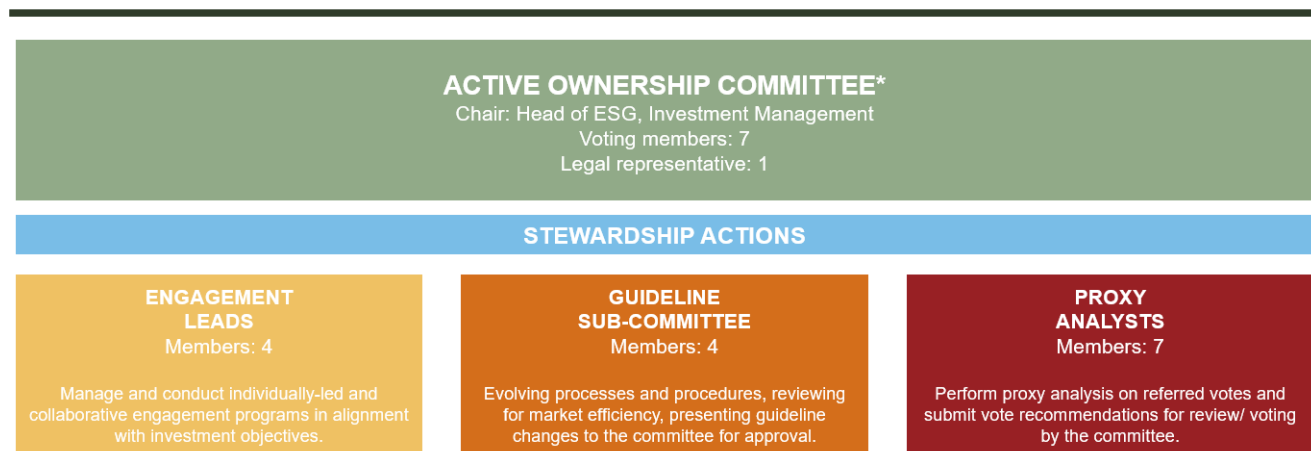 ACTIVE OWNERSHIP COMMITTEE*
Chair: Head of ESG, Investment Management
Voting members: 7
Legal representative: 1
STEWARDSHIP ACTIONS
ENGAGEMENT
LEADS
Members: 4
Manage and conduct individually-led and
collaborative engagement programs in alignment
with investment objectives.
GUIDELINE
SUB-COMMITTEE
Members: 4
Evolving processes and procedures, reviewing
for market efficiency, presenting guideline
changes to the committee for approval.
PROXY
ANALYSTS
Members: 7
Perform proxy analysis on referred votes and
submit vote recommendations for review/ voting
by the committee.